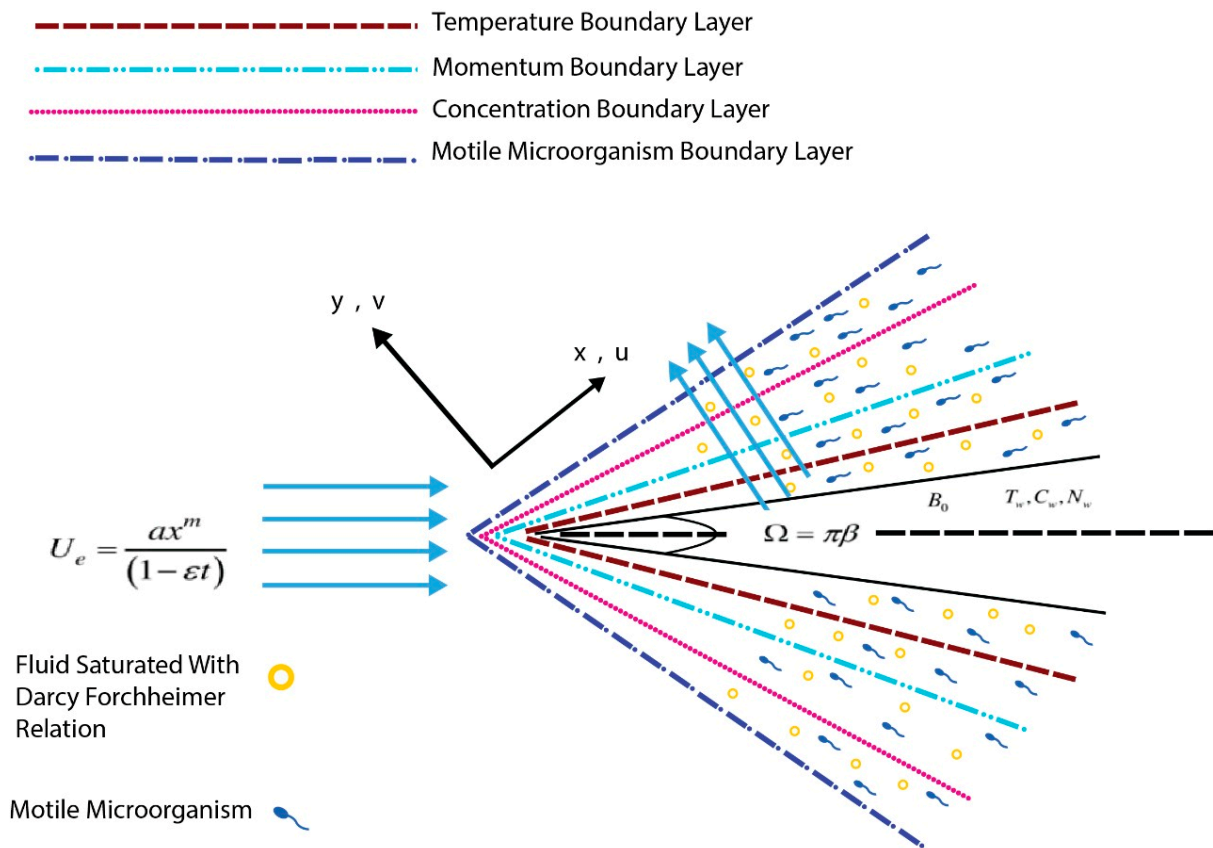 Temperature Boundary Layer
Momentum Boundary Layer
Concentration Boundary Layer
Motile Microorganism Boundary Layer
y , v
x , u
B_0
T_w, C_w, N_w
Ω = πβ
U_e = ax^m / (1 − εt)
Fluid Saturated With
Darcy Forchheimer
Relation
Motile Microorganism